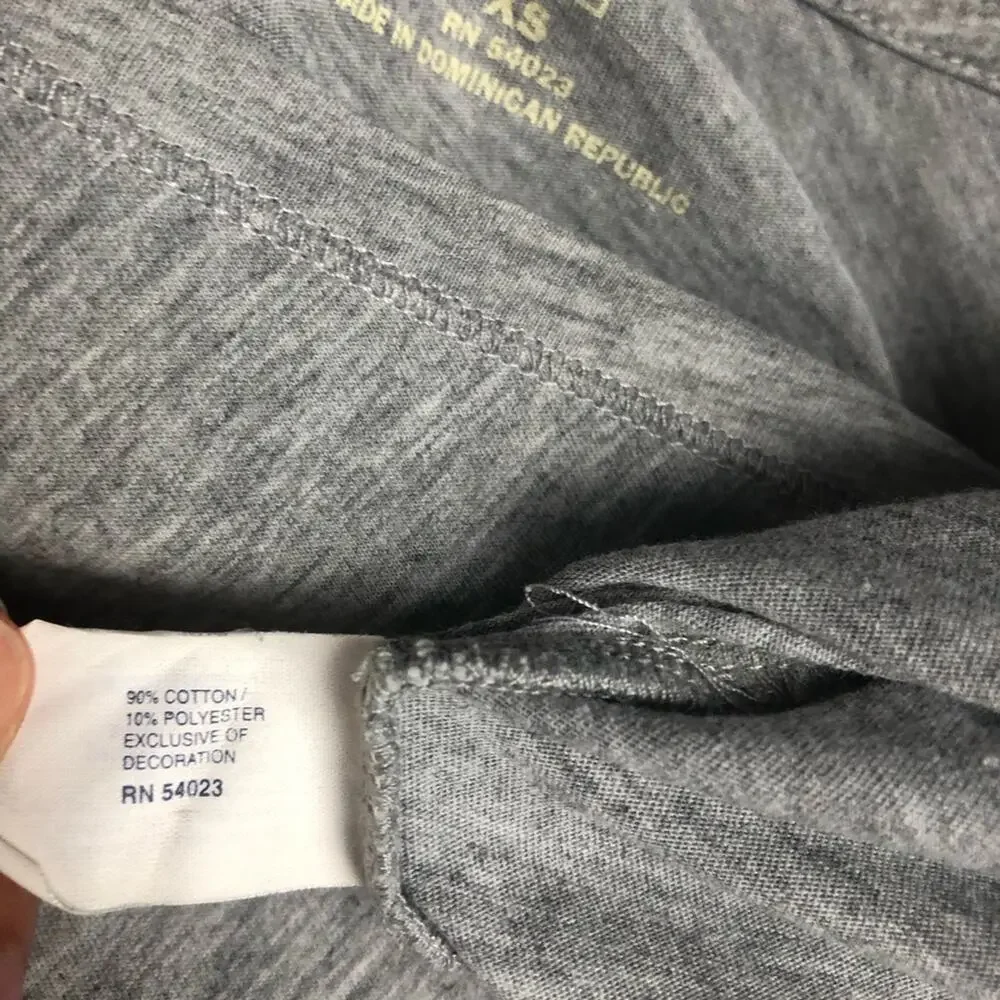 XS
RN 54023
MADE IN DOMINICAN REPUBLIC
90% COTTON/
10% POLYESTER
EXCLUSIVE OF
DECORATION
RN 54023